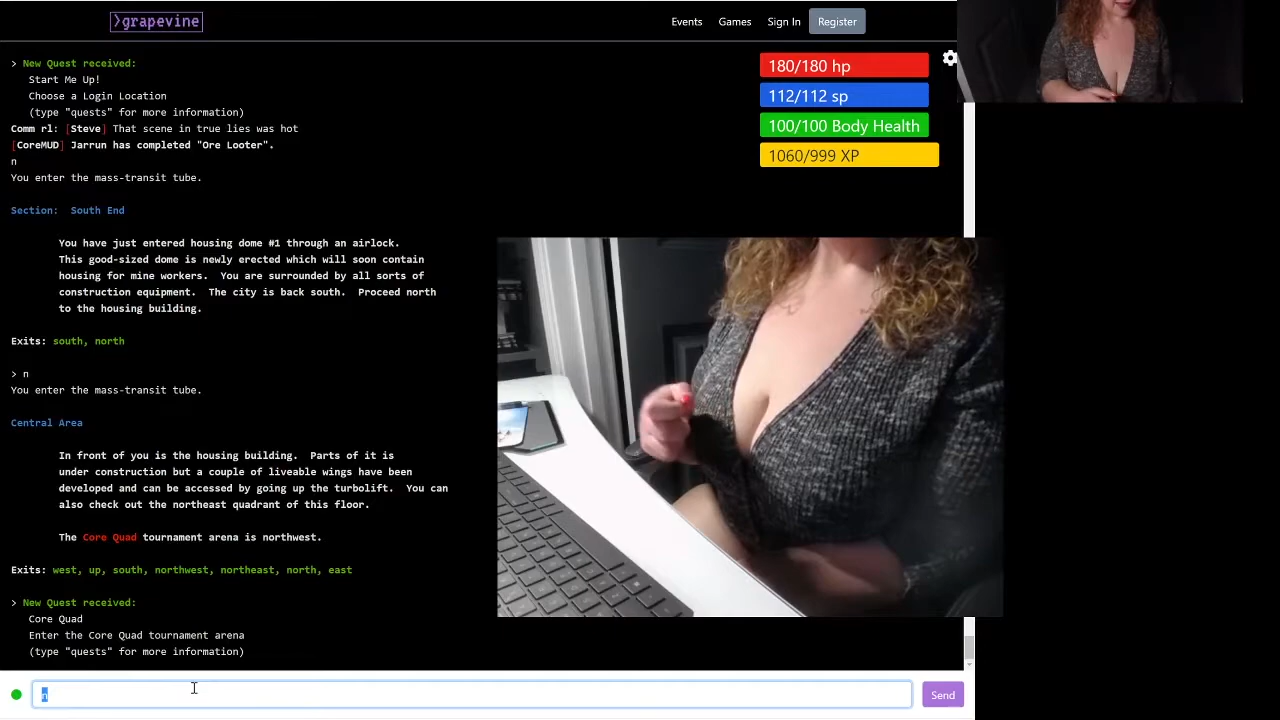 >grapevine
Events Games Sign In Register
> New Quest received:
Start Me Up!
Choose a Login Location
(type "quests" for more information)
Comm rl: [Steve] That scene in true lies was hot
[CoreMUD] Jarrun has completed "Ore Looter".
n
You enter the mass-transit tube.
Section: South End
You have just entered housing dome #1 through an airlock.
This good-sized dome is newly erected which will soon contain
housing for mine workers. You are surrounded by all sorts of
construction equipment. The city is back south. Proceed north
to the housing building.
Exits: south, north
> n
You enter the mass-transit tube.
Central Area
In front of you is the housing building. Parts of it is
under construction but a couple of liveable wings have been
developed and can be accessed by going up the turbolift. You can
also check out the northeast quadrant of this floor.
The Core Quad tournament arena is northwest.
Exits: west, up, south, northwest, northeast, north, east
> New Quest received:
Core Quad
Enter the Core Quad tournament arena
(type "quests" for more information)
180/180 hp
112/112 sp
100/100 Body Health
1060/999 XP
n
Send